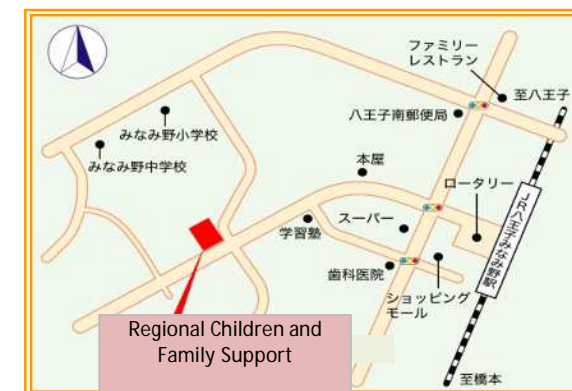 ファミリー
レストラン
至八王子
八王子南郵便局
みなみ野小学校
みなみ野中学校
本屋
ロータリー
JR八王子みなみ野駅
学習塾
スーパー
歯科医院
ショッピング
モール
Regional Children and
Family Support
至橋本